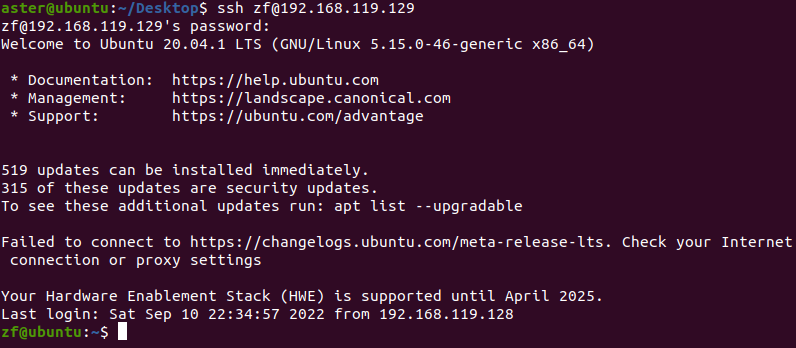 aster@ubuntu:~/Desktop$ ssh zf@192.168.119.129
zf@192.168.119.129's password:
Welcome to Ubuntu 20.04.1 LTS (GNU/Linux 5.15.0-46-generic x86_64)
* Documentation:  https://help.ubuntu.com
* Management:     https://landscape.canonical.com
* Support:        https://ubuntu.com/advantage
519 updates can be installed immediately.
315 of these updates are security updates.
To see these additional updates run: apt list --upgradable
Failed to connect to https://changelogs.ubuntu.com/meta-release-lts. Check your Internet
connection or proxy settings
Your Hardware Enablement Stack (HWE) is supported until April 2025.
Last login: Sat Sep 10 22:34:57 2022 from 192.168.119.128
zf@ubuntu:~$